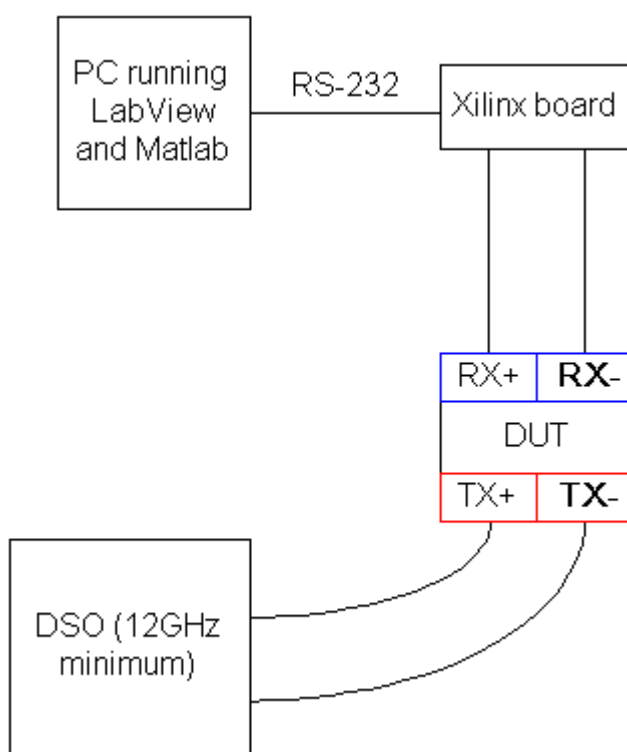 PC running
LabView
and Matlab
RS-232
Xilinx board
RX+
RX-
DUT
TX+
TX-
DSO (12GHz
minimum)